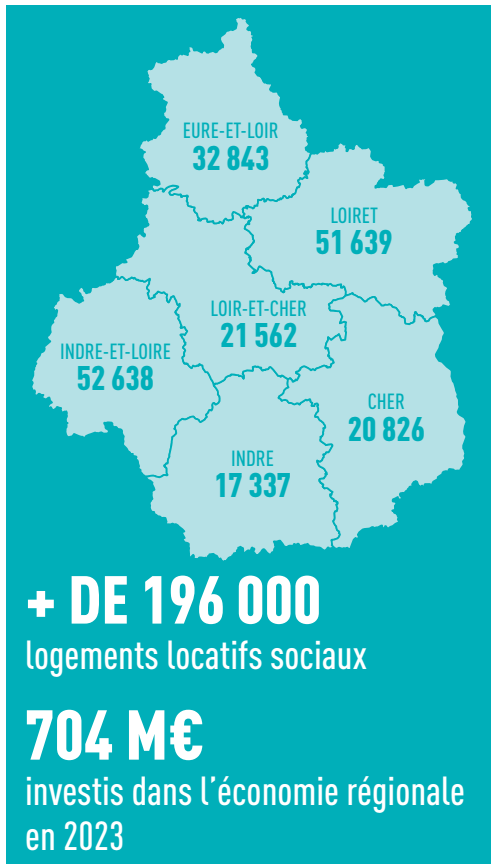 EURE-ET-LOIR
32 843
LOIRET
51 639
LOIR-ET-CHER
21 562
INDRE-ET-LOIRE
52 638
CHER
20 826
INDRE
17 337
+ DE 196 000
logements locatifs sociaux
704 M€
investis dans l'économie régionale
en 2023